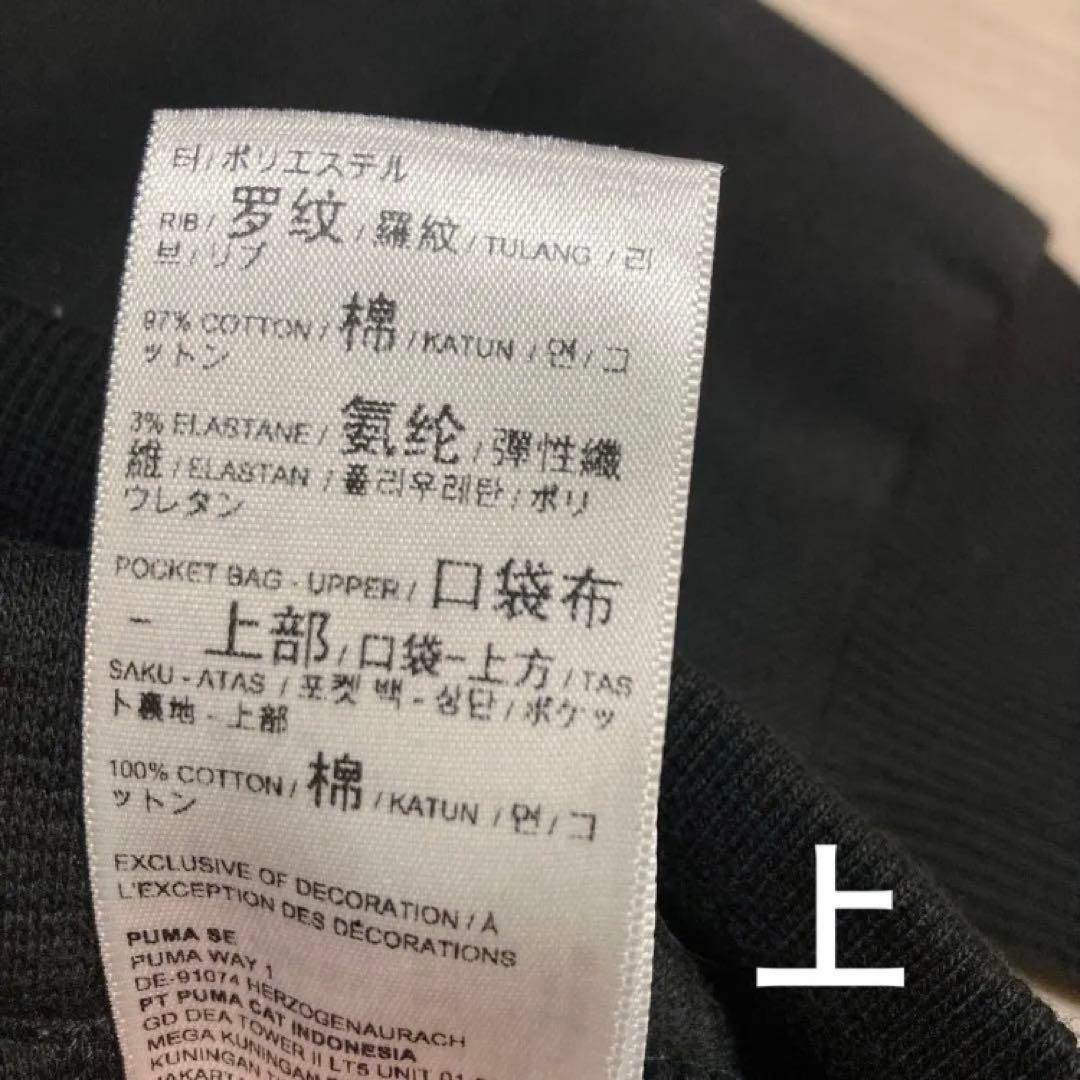 터 / ポリエステル
RIB / 罗纹 / 羅紋 / TULANG / 리
브 / リブ
97% COTTON / 棉 / KATUN / 면 / コ
ットン
3% ELASTANE / 氨纶 / 彈性纖
維 / ELASTAN / 폴리우레탄 / ポリ
ウレタン
POCKET BAG - UPPER / 口袋布
- 上部 / 口袋-上方 / TAS
SAKU - ATAS / 포켓 백 - 상단 / ポケッ
ト裏地 - 上部
100% COTTON / 棉 / KATUN / 면 / コ
ットン
EXCLUSIVE OF DECORATION / À
L'EXCEPTION DES DÉCORATIONS
PUMA SE
PUMA WAY 1
DE-91074 HERZOGENAURACH
PT PUMA CAT INDONESIA
GD DEA TOWER II LTS UNIT 01
MEGA KUNINGAN
KUNINGAN
上